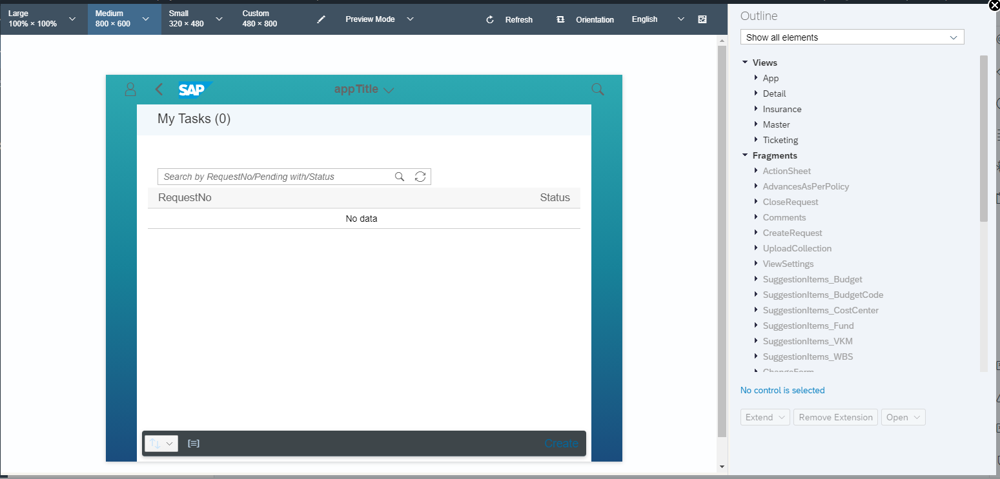 Large
100% × 100%
Medium
800 × 600
Small
320 × 480
Custom
480 × 800
Preview Mode
Refresh
Orientation
English
SAP
appTitle
My Tasks (0)
Search by RequestNo/Pending with/Status
RequestNo Status
No data
Create
Outline
Show all elements
Views
App
Detail
Insurance
Master
Ticketing
Fragments
ActionSheet
AdvancesAsPerPolicy
CloseRequest
Comments
CreateRequest
UploadCollection
ViewSettings
SuggestionItems_Budget
SuggestionItems_BudgetCode
SuggestionItems_CostCenter
SuggestionItems_Fund
SuggestionItems_VKM
SuggestionItems_WBS
ChangeForm
No control is selected
Extend Remove Extension Open